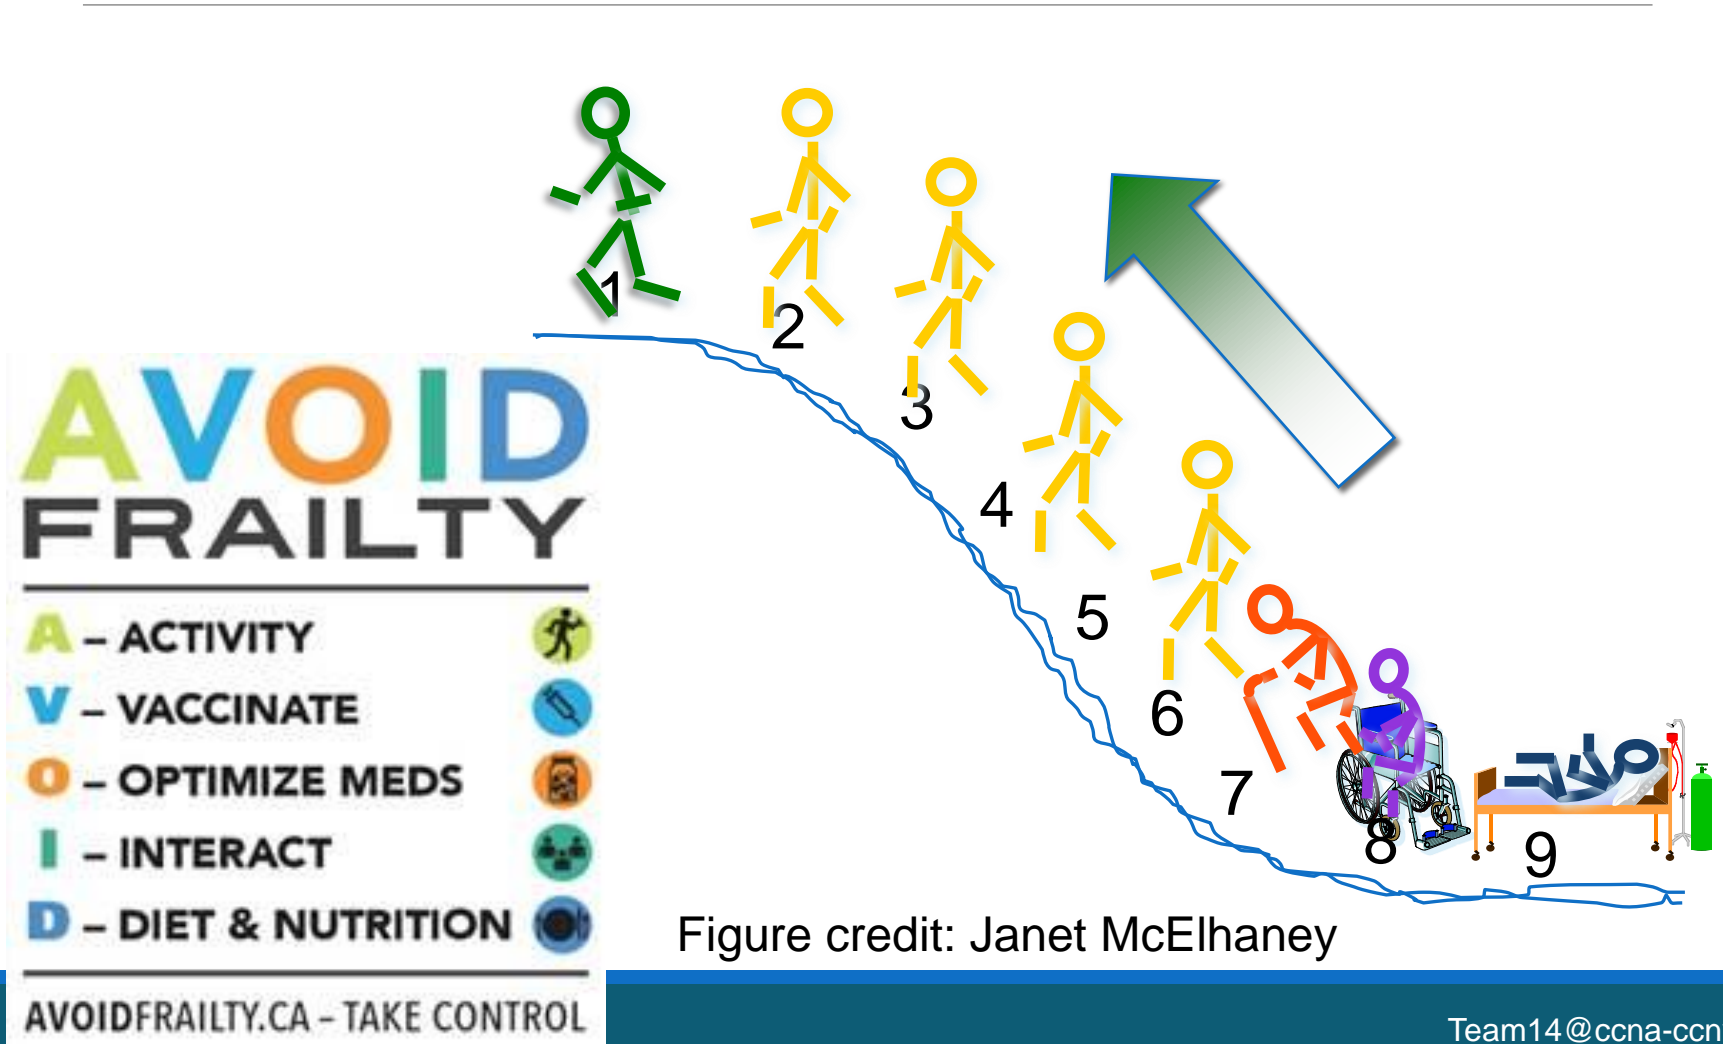 1
2
3
4
5
6
7
8
9
AVOID
FRAILTY
A – ACTIVITY
V – VACCINATE
O – OPTIMIZE MEDS
I – INTERACT
D – DIET & NUTRITION
AVOIDFRAILTY.CA – TAKE CONTROL
Figure credit: Janet McElhaney
Team14@ccna-ccn